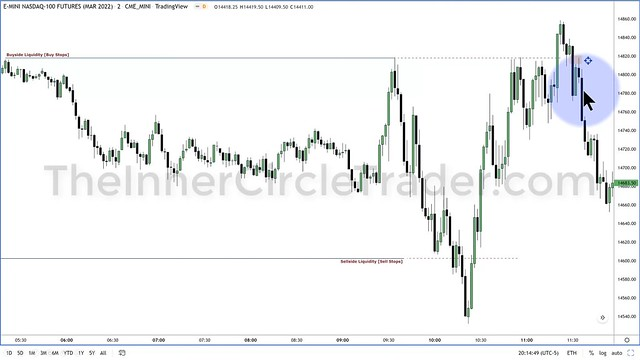 E-MINI NASDAQ-100 FUTURES (MAR 2022) · 2 · CME_MINI · TradingView
D O14418.25 H14419.50 L14409.50 C14411.00
14860.00
14840.00
Buyside Liquidity [Buy Stops]
14820.00
14800.00
14780.00
14760.00
14740.00
14720.00
14700.00
TheInnerCircleTrader.com
14683.50
14660.00
14640.00
14620.00
Sellside Liquidity [Sell Stops]
14600.00
14580.00
14560.00
14540.00
05:30 06:00 06:30 07:00 07:30 08:00 08:30 09:00 09:30 10:00 10:30 11:00 11:30
1D 5D 1M 3M 6M YTD 1Y 5Y All 20:14:49 (UTC-5) ETH % log auto